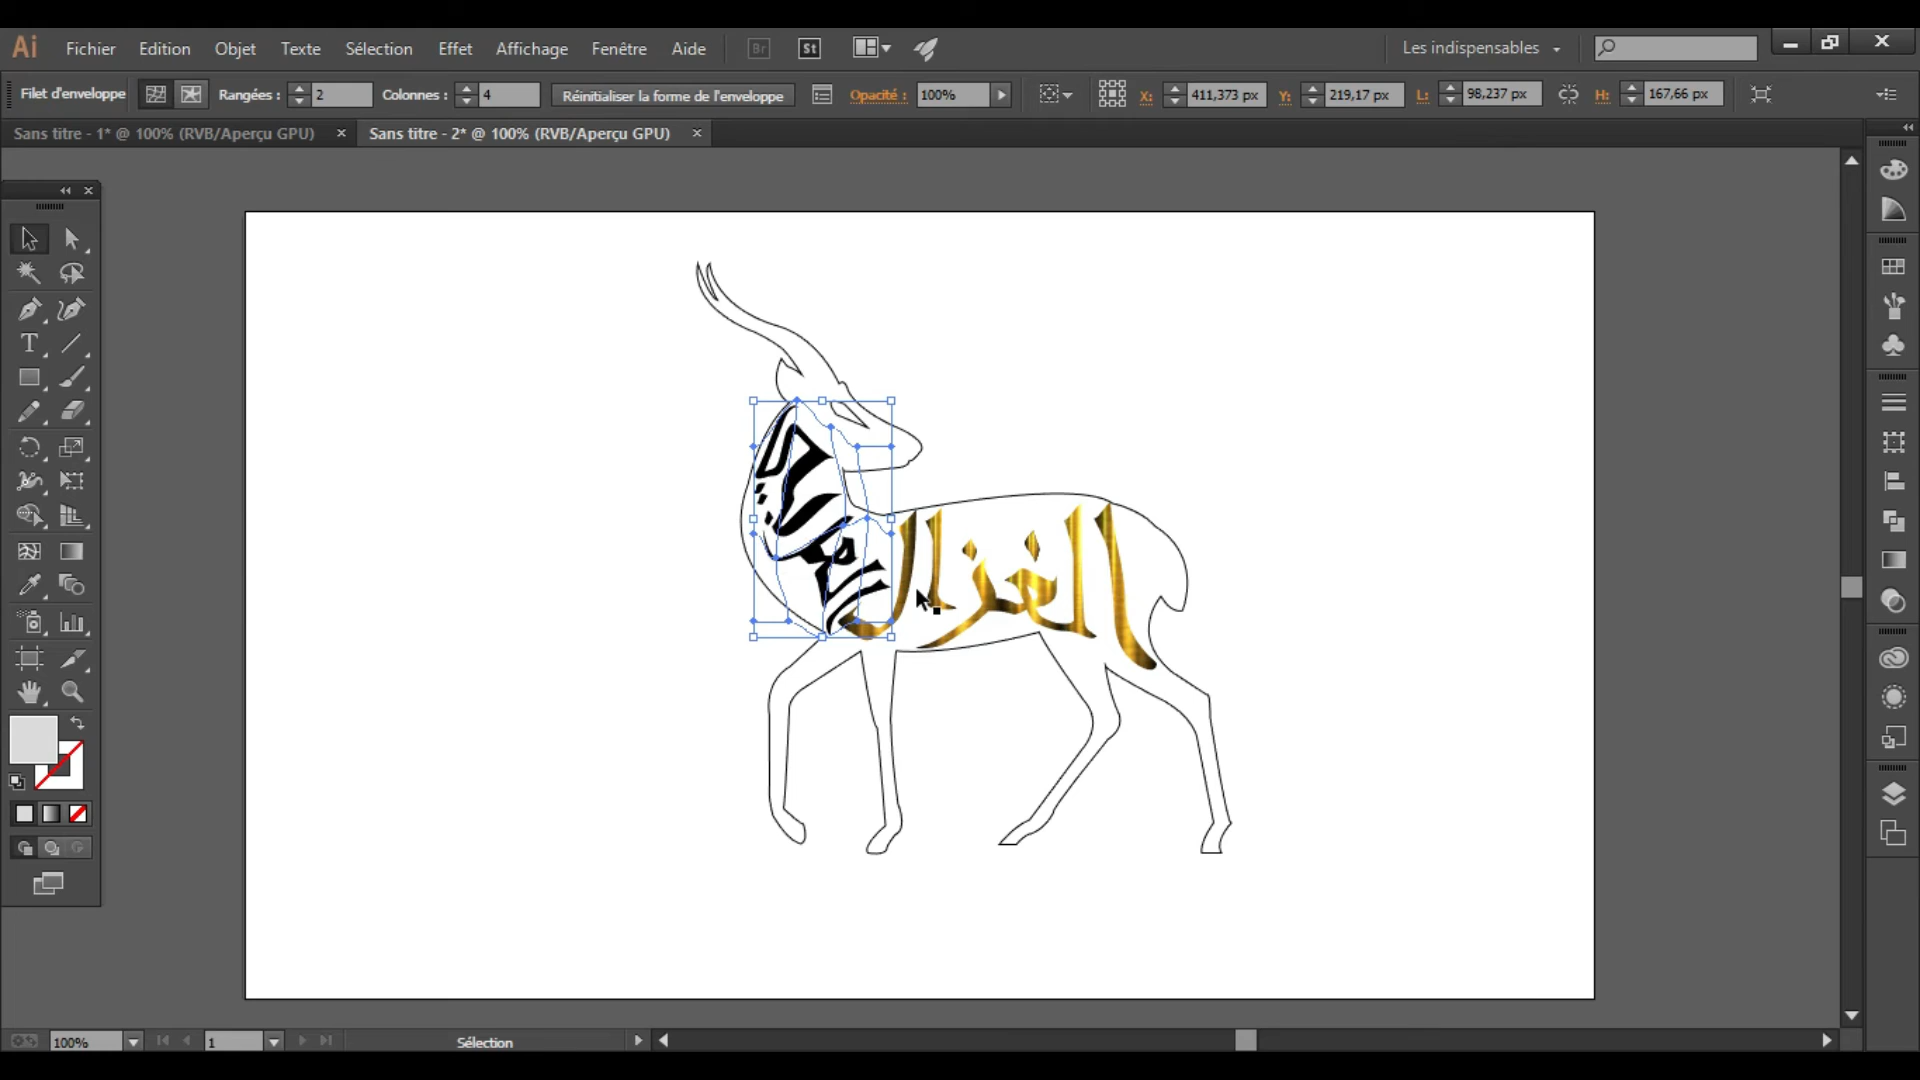 Ai Fichier Edition Objet Texte Sélection Effet Affichage Fenêtre Aide Br St Les indispensables
Filet d'enveloppe Rangées : 2 Colonnes : 4 Réinitialiser la forme de l'enveloppe Opacité : 100% X: 411,373 px Y: 219,17 px L: 98,237 px H: 167,66 px
Sans titre - 1* @ 100% (RVB/Aperçu GPU) Sans titre - 2* @ 100% (RVB/Aperçu GPU)
الغزال
100% 1 Sélection